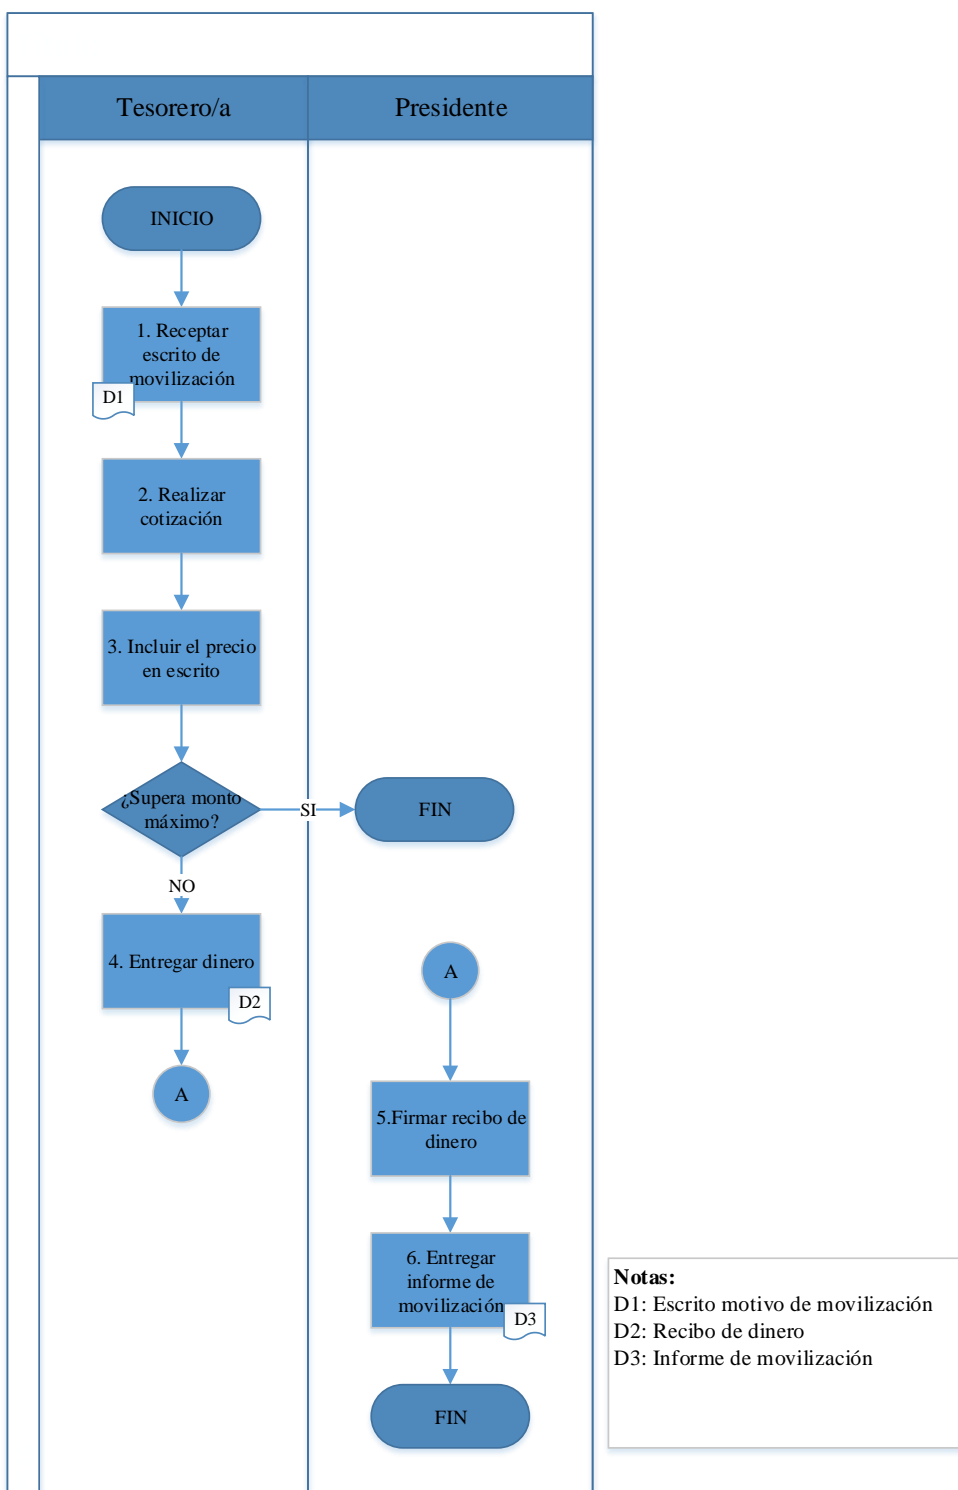 Tesorero/a
Presidente
INICIO
1. Receptar
escrito de
movilización
D1
2. Realizar
cotización
3. Incluir el precio
en escrito
¿Supera monto
máximo?
SI
FIN
NO
4. Entregar dinero
D2
A
A
5.Firmar recibo de
dinero
6. Entregar
informe de
movilización
D3
FIN
Notas:
D1: Escrito motivo de movilización
D2: Recibo de dinero
D3: Informe de movilización